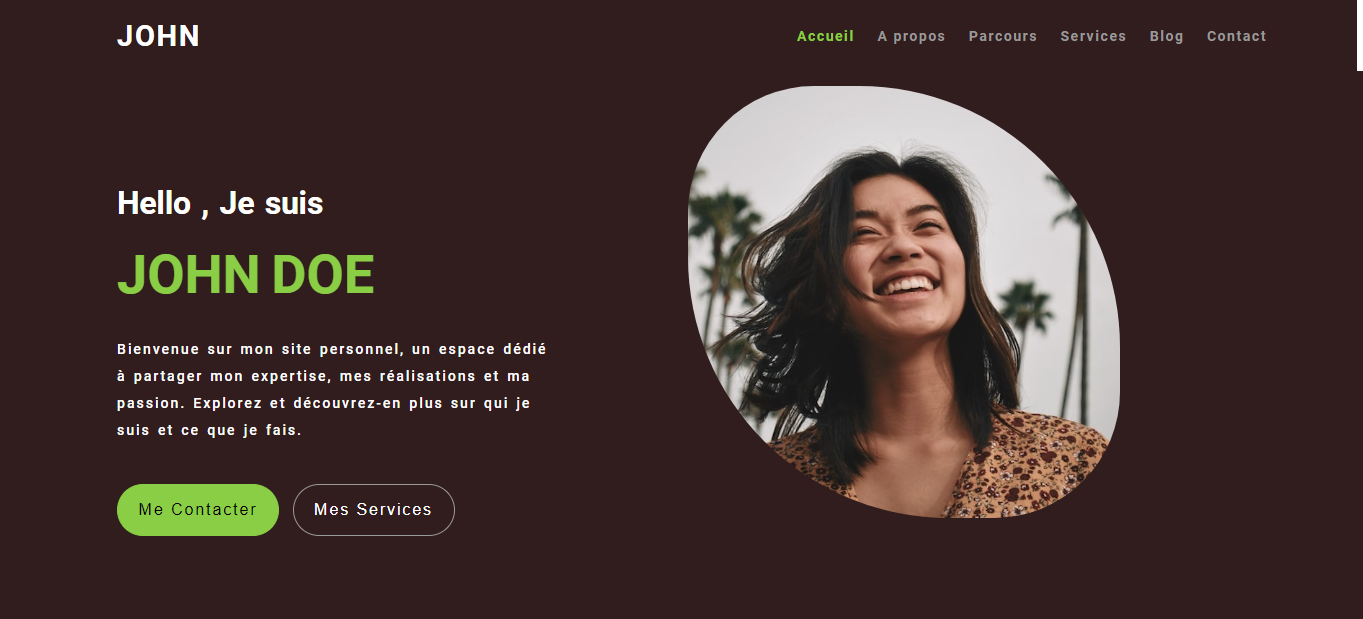 JOHN
Accueil A propos Parcours Services Blog Contact
Hello , Je suis
JOHN DOE
Bienvenue sur mon site personnel, un espace dédié
à partager mon expertise, mes réalisations et ma
passion. Explorez et découvrez-en plus sur qui je
suis et ce que je fais.
Me Contacter Mes Services